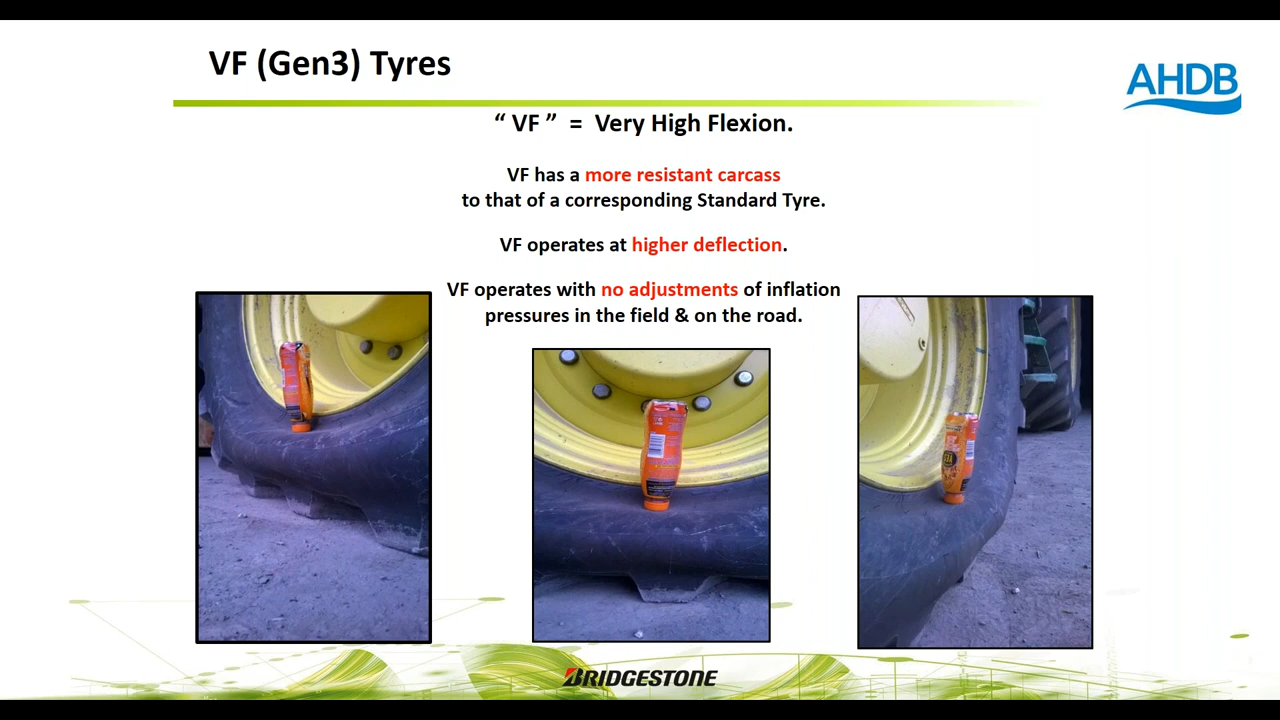 VF (Gen3) Tyres
AHDB
“ VF ” = Very High Flexion.
VF has a more resistant carcass
to that of a corresponding Standard Tyre.
VF operates at higher deflection.
VF operates with no adjustments of inflation
pressures in the field & on the road.
BRIDGESTONE